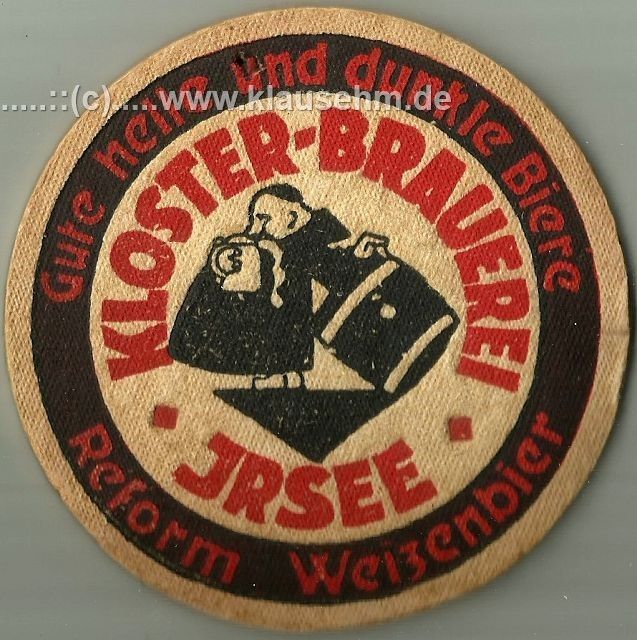 .....::(c).....www.klausehm.de
Gute helle und dunkle Biere
KLOSTER-BRAUEREI
JRSEE
Reform Weizenbier